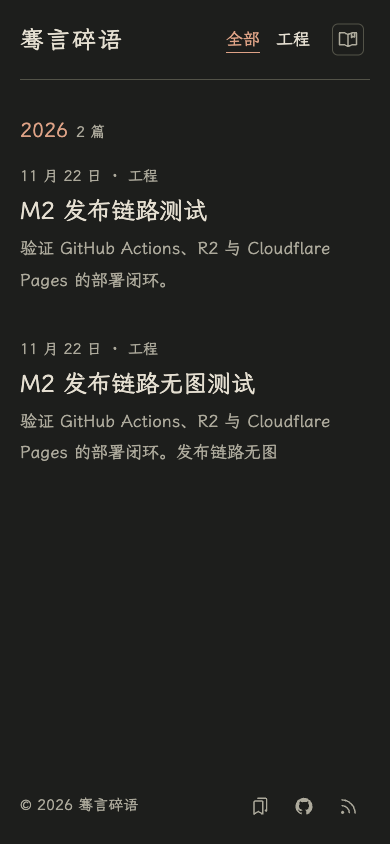 骞言碎语
全部 工程
2026 2 篇
11 月 22 日 · 工程
M2 发布链路测试
验证 GitHub Actions、R2 与 Cloudflare
Pages 的部署闭环。
11 月 22 日 · 工程
M2 发布链路无图测试
验证 GitHub Actions、R2 与 Cloudflare
Pages 的部署闭环。发布链路无图
© 2026 骞言碎语